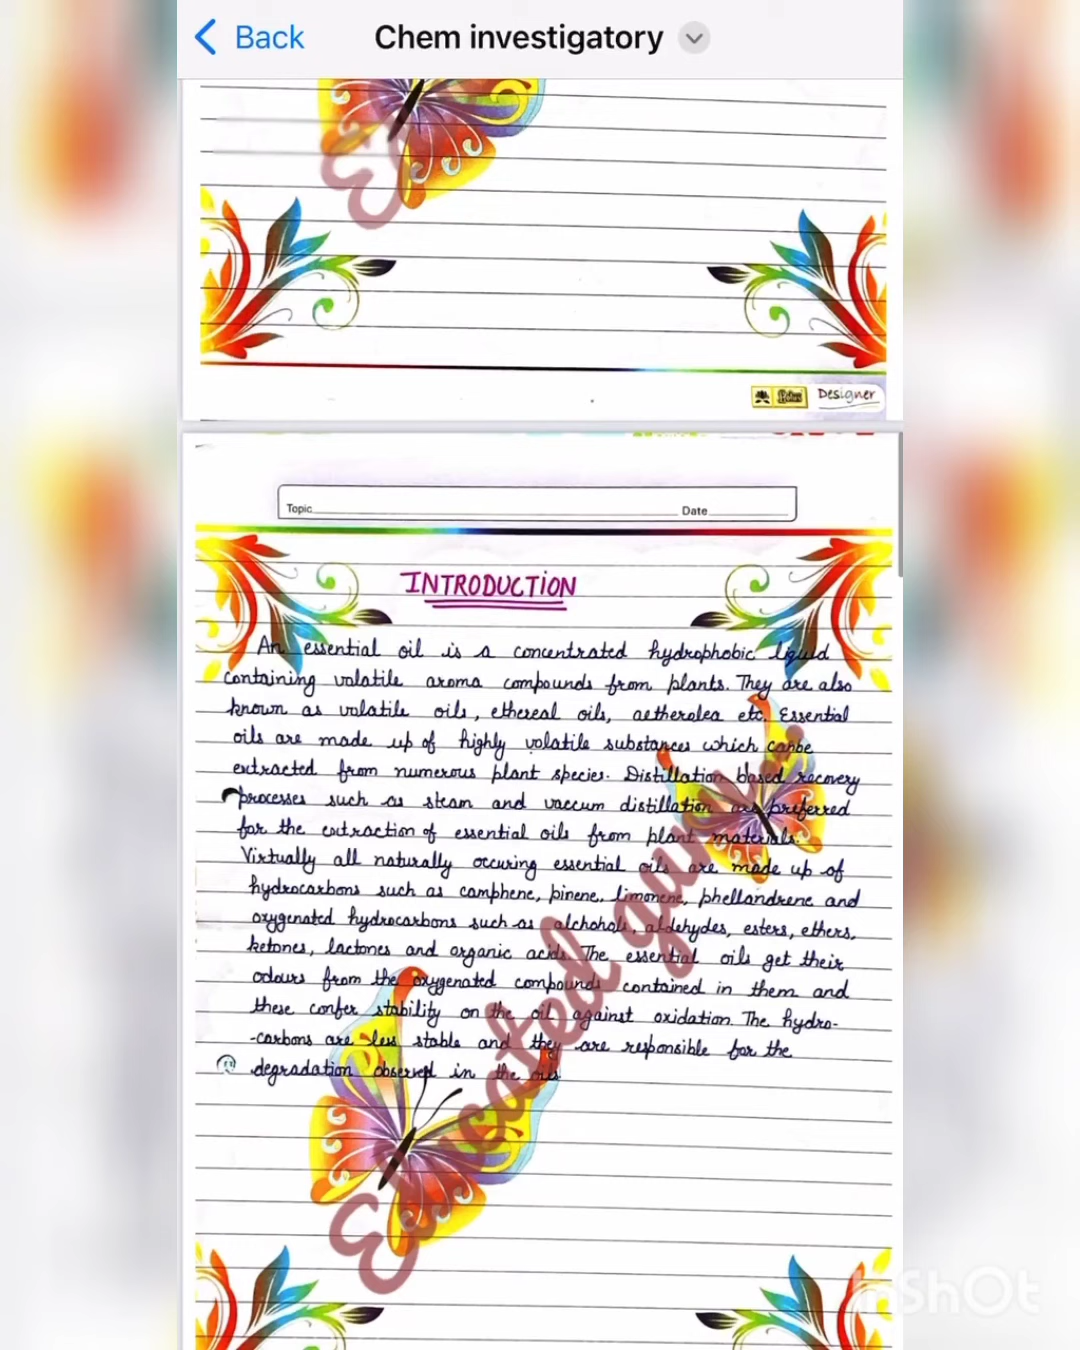 Back
Chem investigatory
Designer
Topic
Date
INTRODUCTION
An essential oil is a concentrated hydrophobic liquid
containing volatile aroma compounds from plants. They are also
known as volatile oils, ethereal oils, aetherolea etc. Essential
oils are made up of highly volatile substances which canbe
extracted from numerous plant species. Distillation based recovery
processes such as steam and vaccum distillation are preferred
for the extraction of essential oils from plant materials.
Virtually all naturally occuring essential oils are made up of
hydrocarbons such as camphene, pinene, limonene, phellandrene and
oxygenated hydrocarbons such as alchohols, aldehydes, esters, ethers,
ketones, lactones and organic acids. The essential oils get their
odours from the oxygenated compounds contained in them and
these confer stability on the oil against oxidation. The hydro-
-carbons are less stable and they are responsible for the
degradation observed in the oils
Educated
InShOt